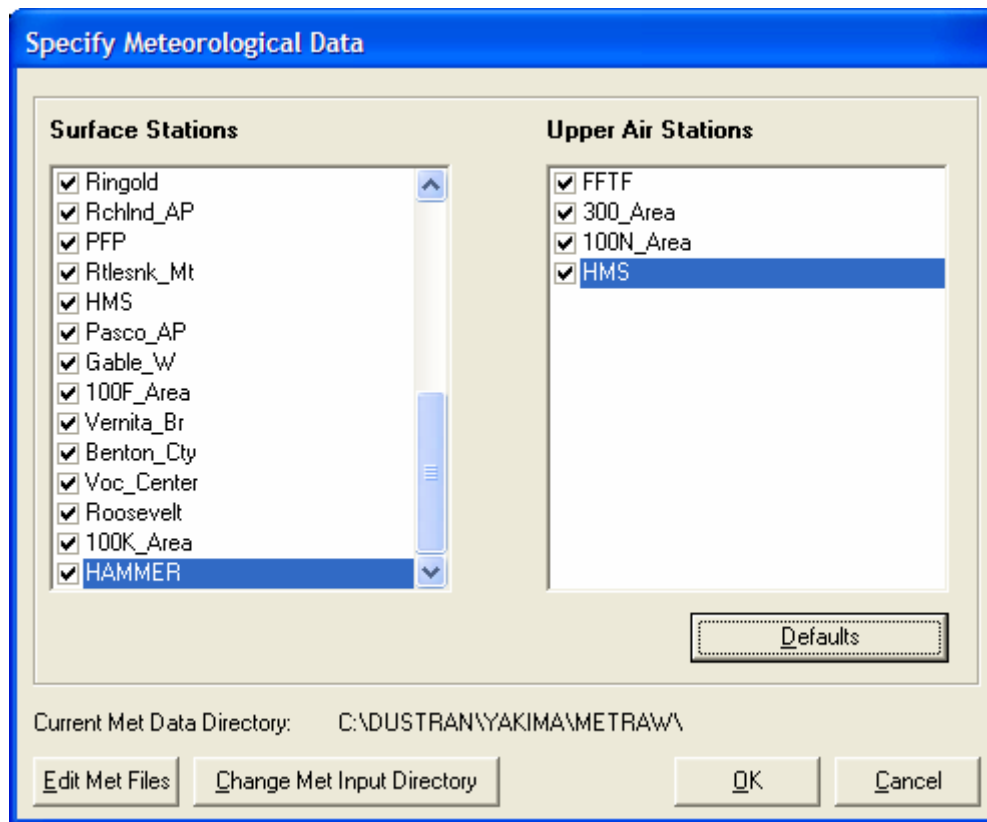 Specify Meteorological Data
Surface Stations
Ringold
Rchlnd_AP
PFP
Rtlesnk_Mt
HMS
Pasco_AP
Gable_W
100F_Area
Vernita_Br
Benton_Cty
Voc_Center
Roosevelt
100K_Area
HAMMER
Upper Air Stations
FFTF
300_Area
100N_Area
HMS
Defaults
Current Met Data Directory: C:\DUSTRAN\YAKIMA\METRAW\
Edit Met Files
Change Met Input Directory
OK
Cancel